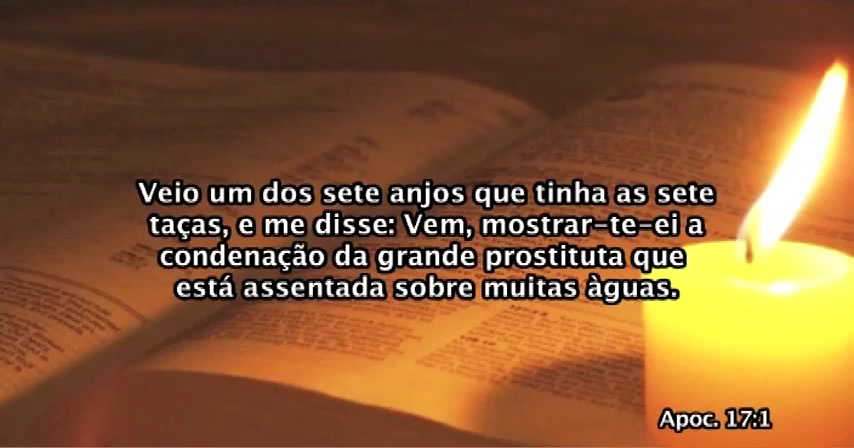 Veio um dos sete anjos que tinha as sete
taças, e me disse: Vem, mostrar-te-ei a
condenação da grande prostituta que
está assentada sobre muitas àguas.
Apoc. 17:1